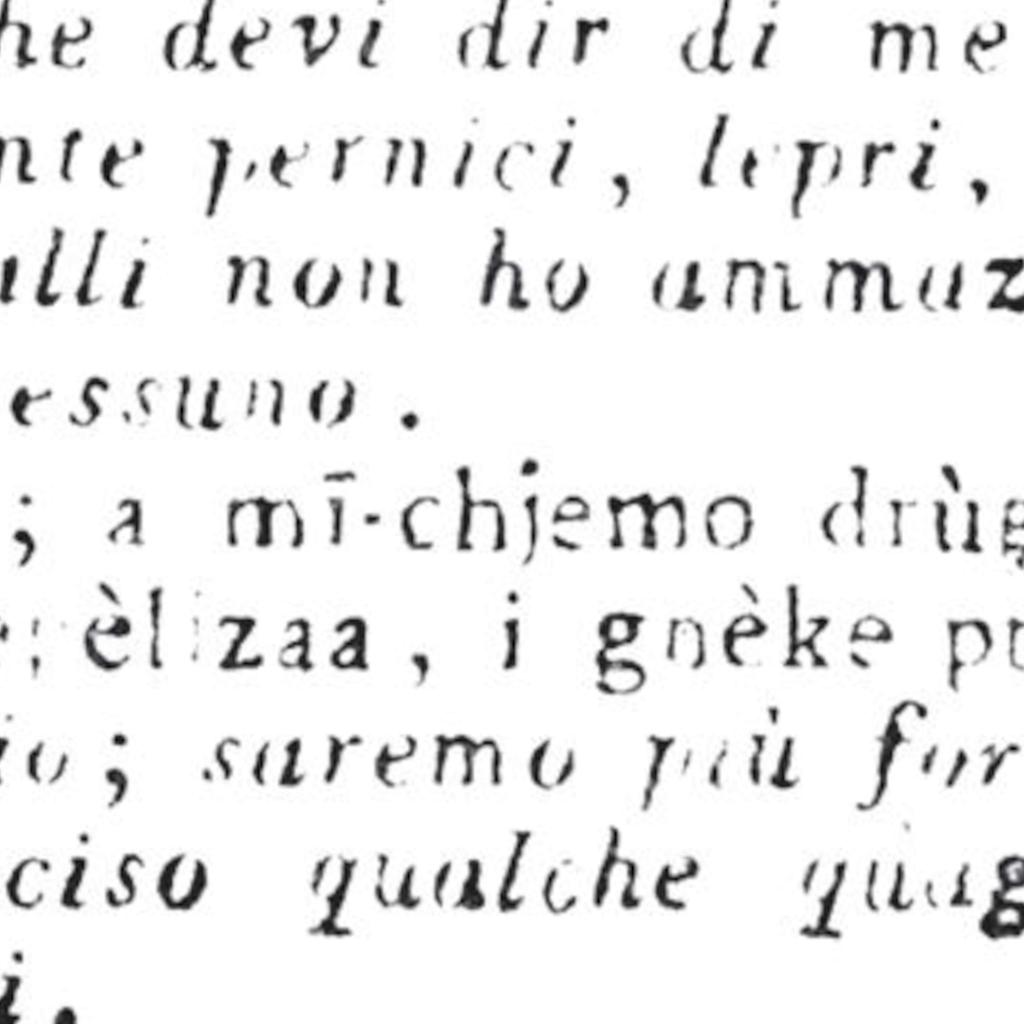 he devi dir di me
nte pernici, lepri,
ulli non ho ammaz
essuno.
; a mī-chjemo drùg
èlizaa, i gnèke pu
io; saremo più for
ciso qualche quag
i.